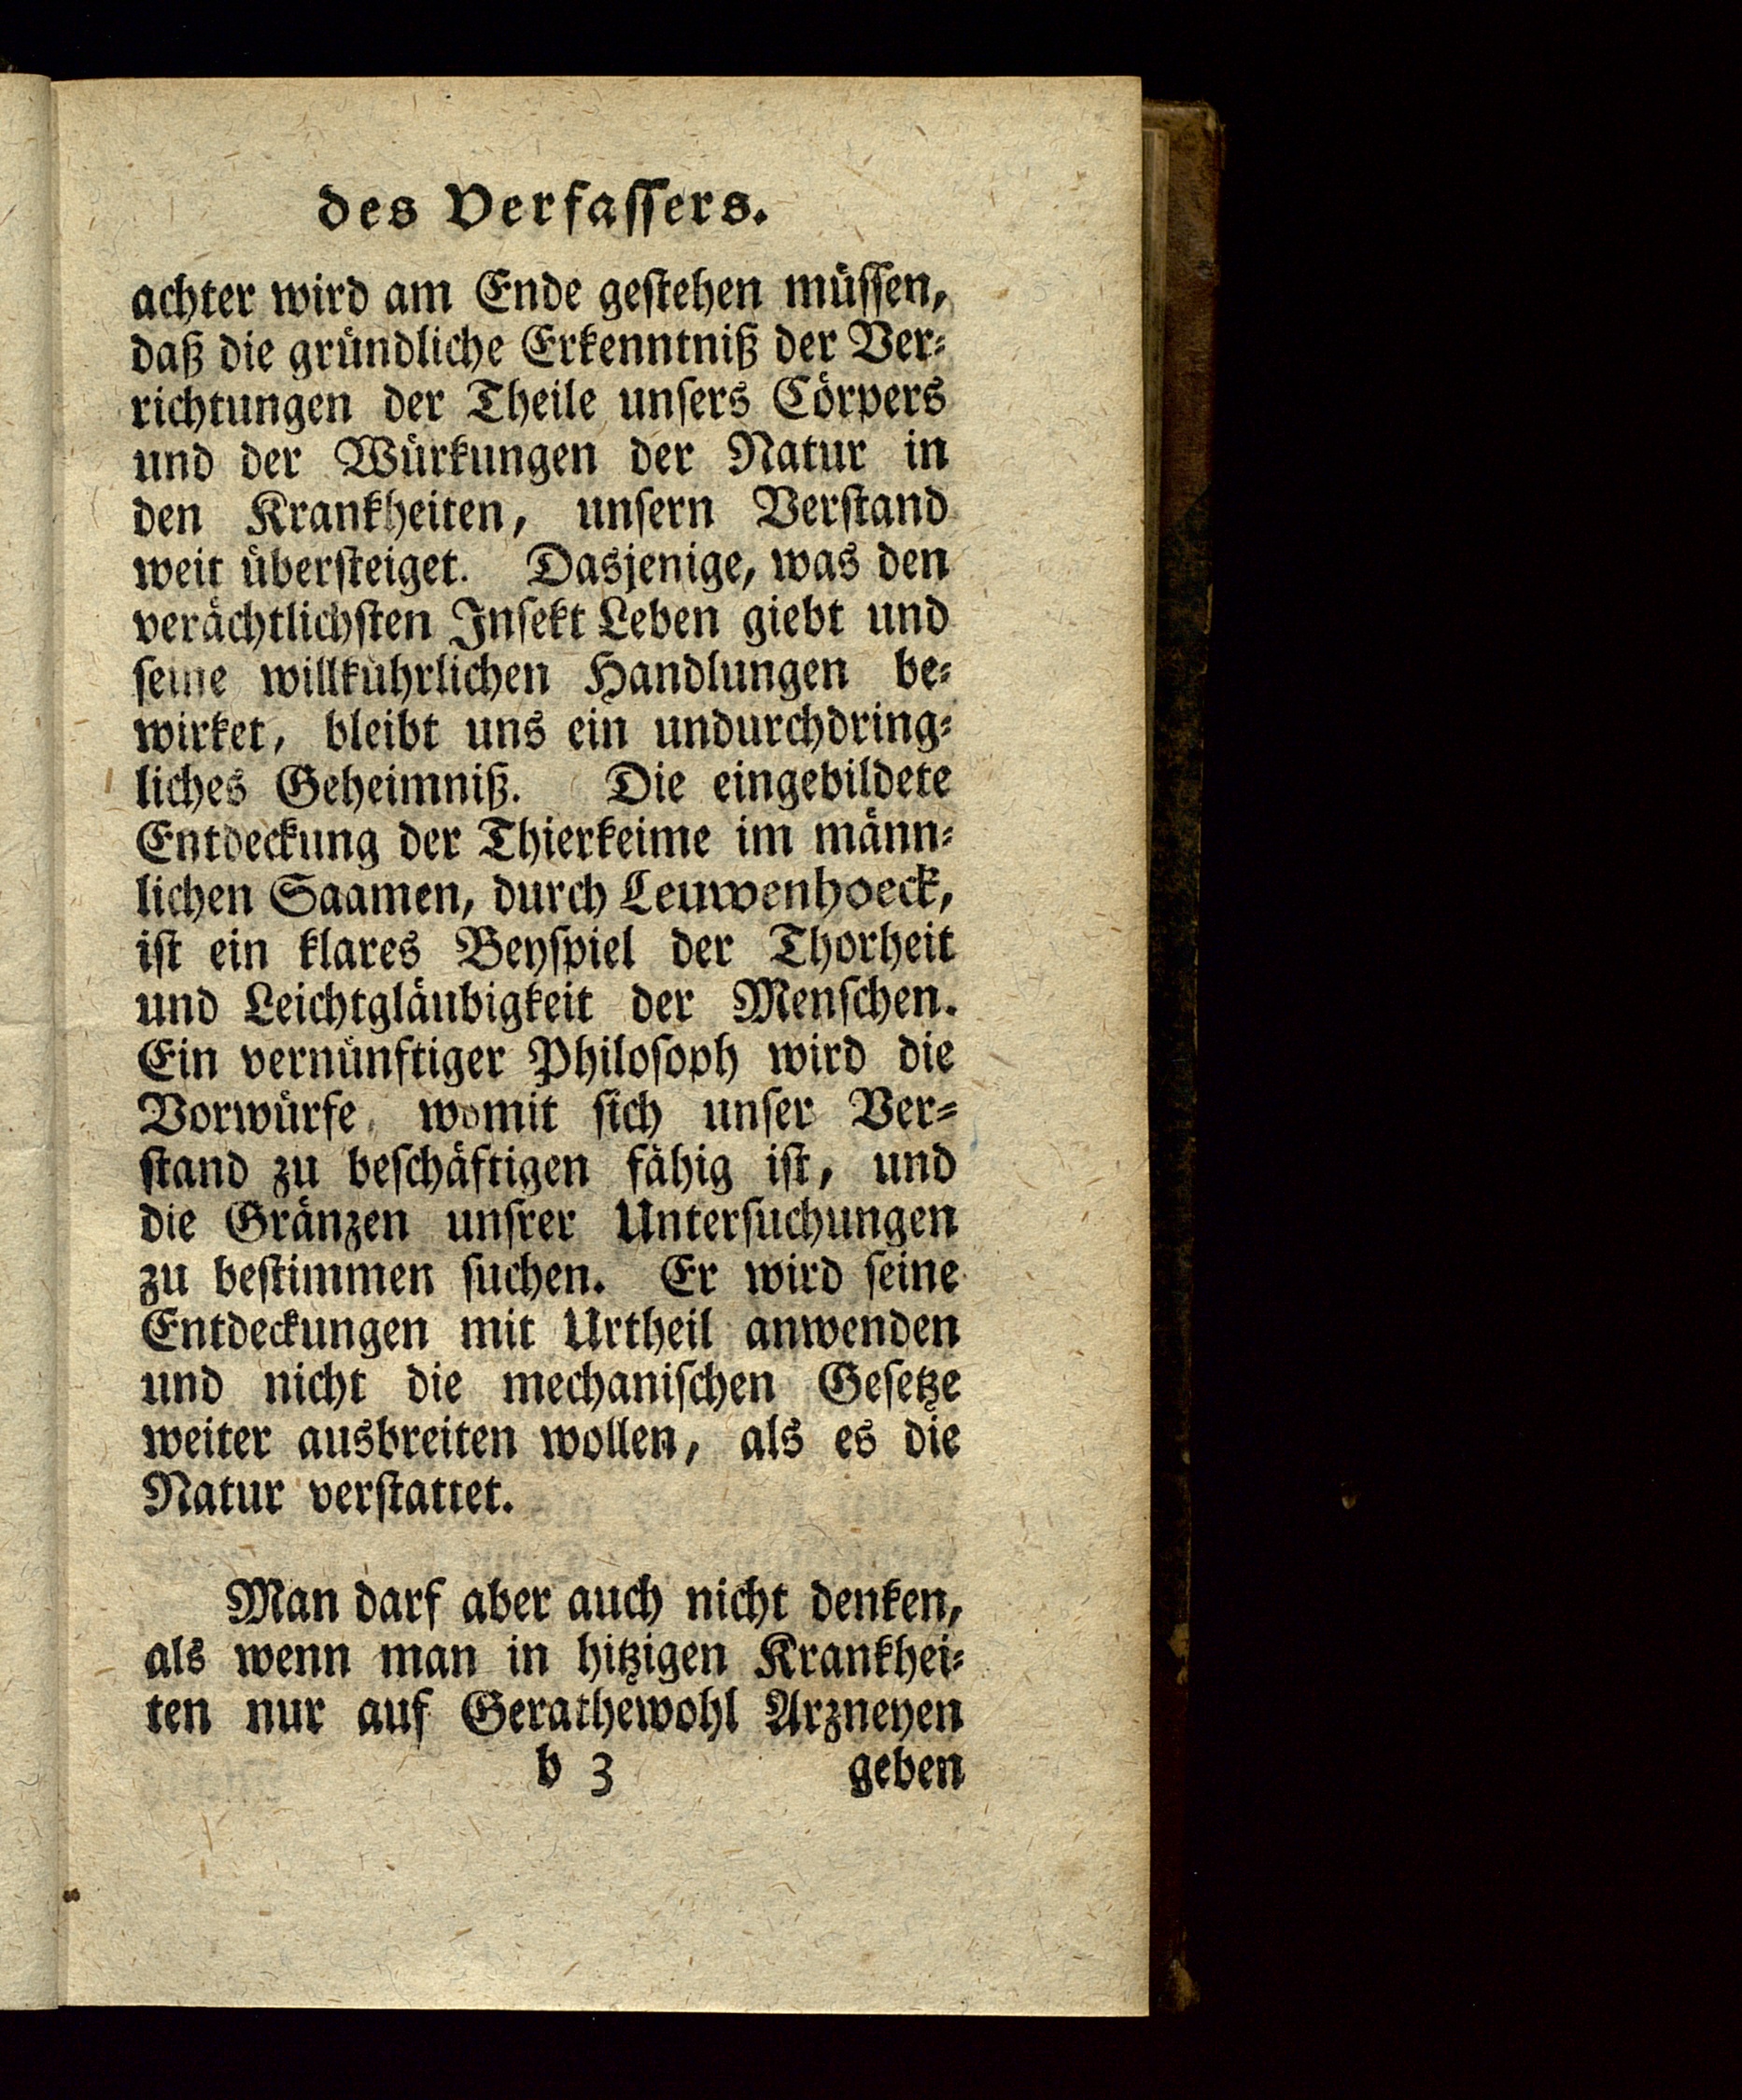 des Verfassers.
achter wird am Ende gestehen müssen,
daß die gründliche Erkenntniß der Ver-
richtungen der Theile unsers Cörpers
und der Würkungen der Natur in
den Krankheiten, unsern Verstand
weit übersteiget. Dasjenige, was den
verächtlichsten Insekt Leben giebt und
seine willkührlichen Handlungen be-
wirket, bleibt uns ein undurchdring-
liches Geheimniß. Die eingebildete
Entdeckung der Thierkeime im männ-
lichen Saamen, durch Leuwenhoeck,
ist ein klares Beyspiel der Thorheit
und Leichtgläubigkeit der Menschen.
Ein vernünftiger Philosoph wird die
Vorwürfe, womit sich unser Ver-
stand zu beschäftigen fähig ist, und
die Gränzen unsrer Untersuchungen
zu bestimmen suchen. Er wird seine
Entdeckungen mit Urtheil anwenden
und nicht die mechanischen Gesetze
weiter ausbreiten wollen, als es die
Natur verstattet.
Man darf aber auch nicht denken,
als wenn man in hitzigen Krankhei-
ten nur auf Gerathewohl Arzneyen
b 3 geben